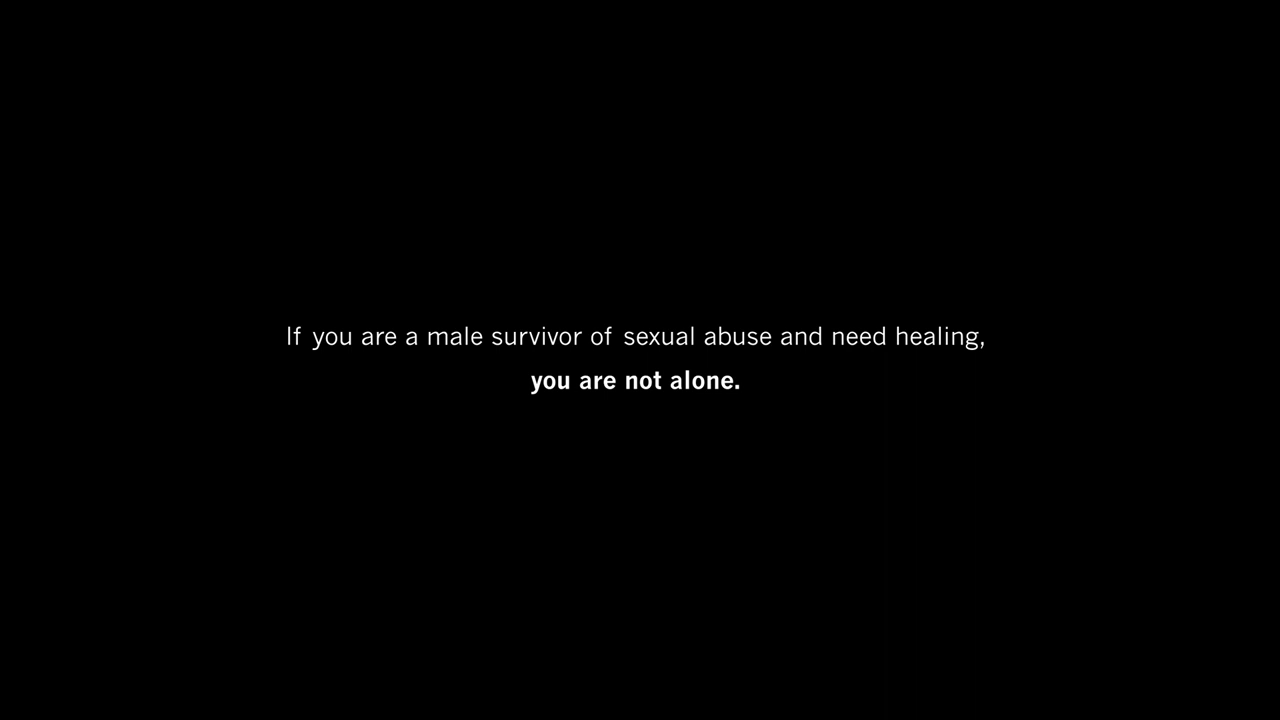 If you are a male survivor of sexual abuse and need healing,
you are not alone.